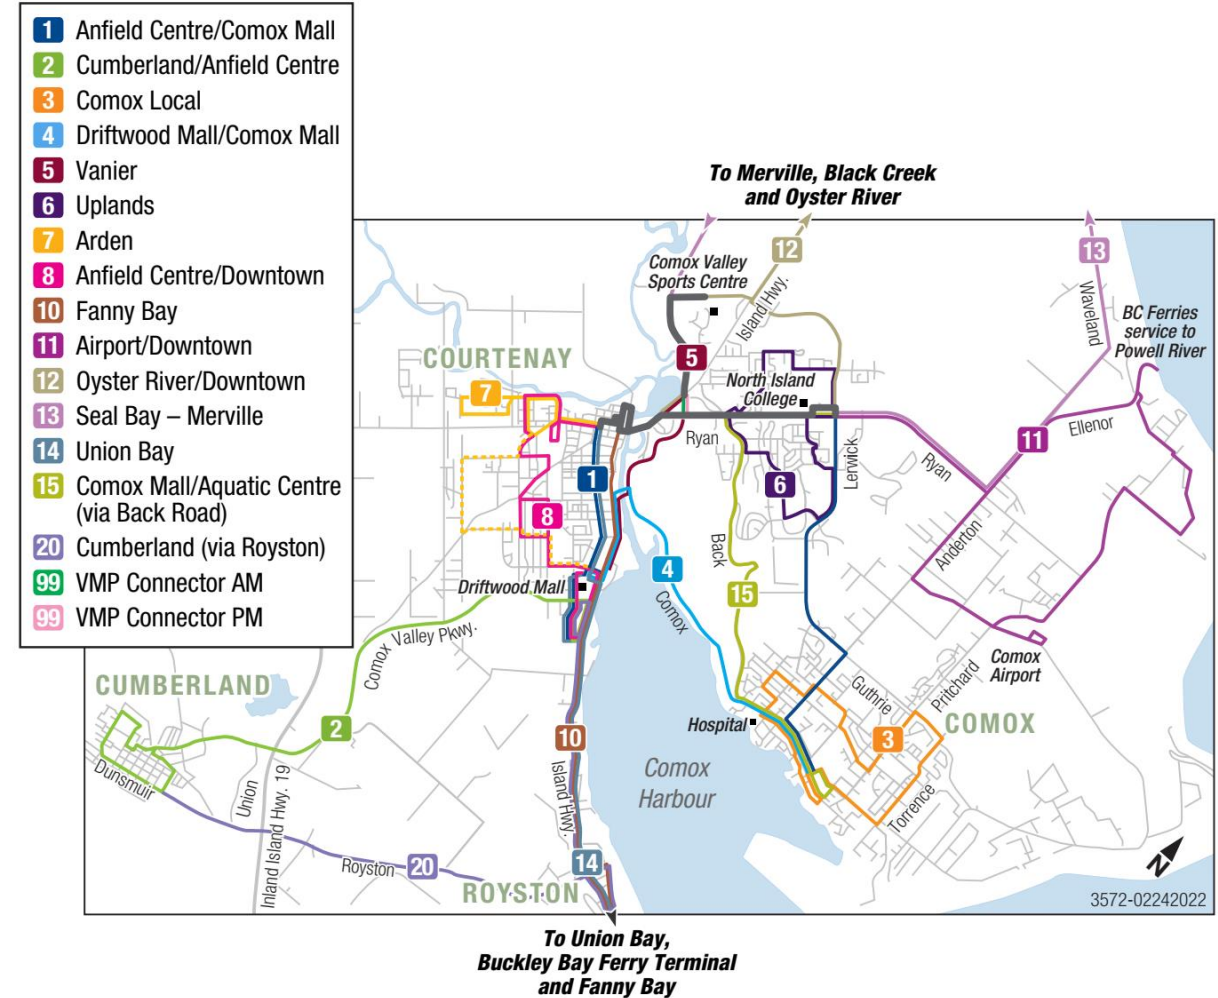 1 Anfield Centre/Comox Mall
2 Cumberland/Anfield Centre
3 Comox Local
4 Driftwood Mall/Comox Mall
5 Vanier
6 Uplands
7 Arden
8 Anfield Centre/Downtown
10 Fanny Bay
11 Airport/Downtown
12 Oyster River/Downtown
13 Seal Bay – Merville
14 Union Bay
15 Comox Mall/Aquatic Centre
(via Back Road)
20 Cumberland (via Royston)
99 VMP Connector AM
99 VMP Connector PM
To Merville, Black Creek
and Oyster River
12
13
Comox Valley
Sports Centre
Island Hwy.
Waveland
BC Ferries
service to
Powell River
COURTENAY
5
7
North Island
College
Ryan
11
Ellenor
Lerwick
Ryan
1
6
8
Back
Anderton
4
Driftwood Mall
15
Comox
Comox Valley Pkwy.
Comox
Airport
CUMBERLAND
Guthrie
Pritchard
2
Hospital
COMOX
10
3
Dunsmuir
Union
Inland Island Hwy. 19
Island Hwy.
Comox
Harbour
Torrence
Royston
20
14
ROYSTON
N
3572-02242022
To Union Bay,
Buckley Bay Ferry Terminal
and Fanny Bay